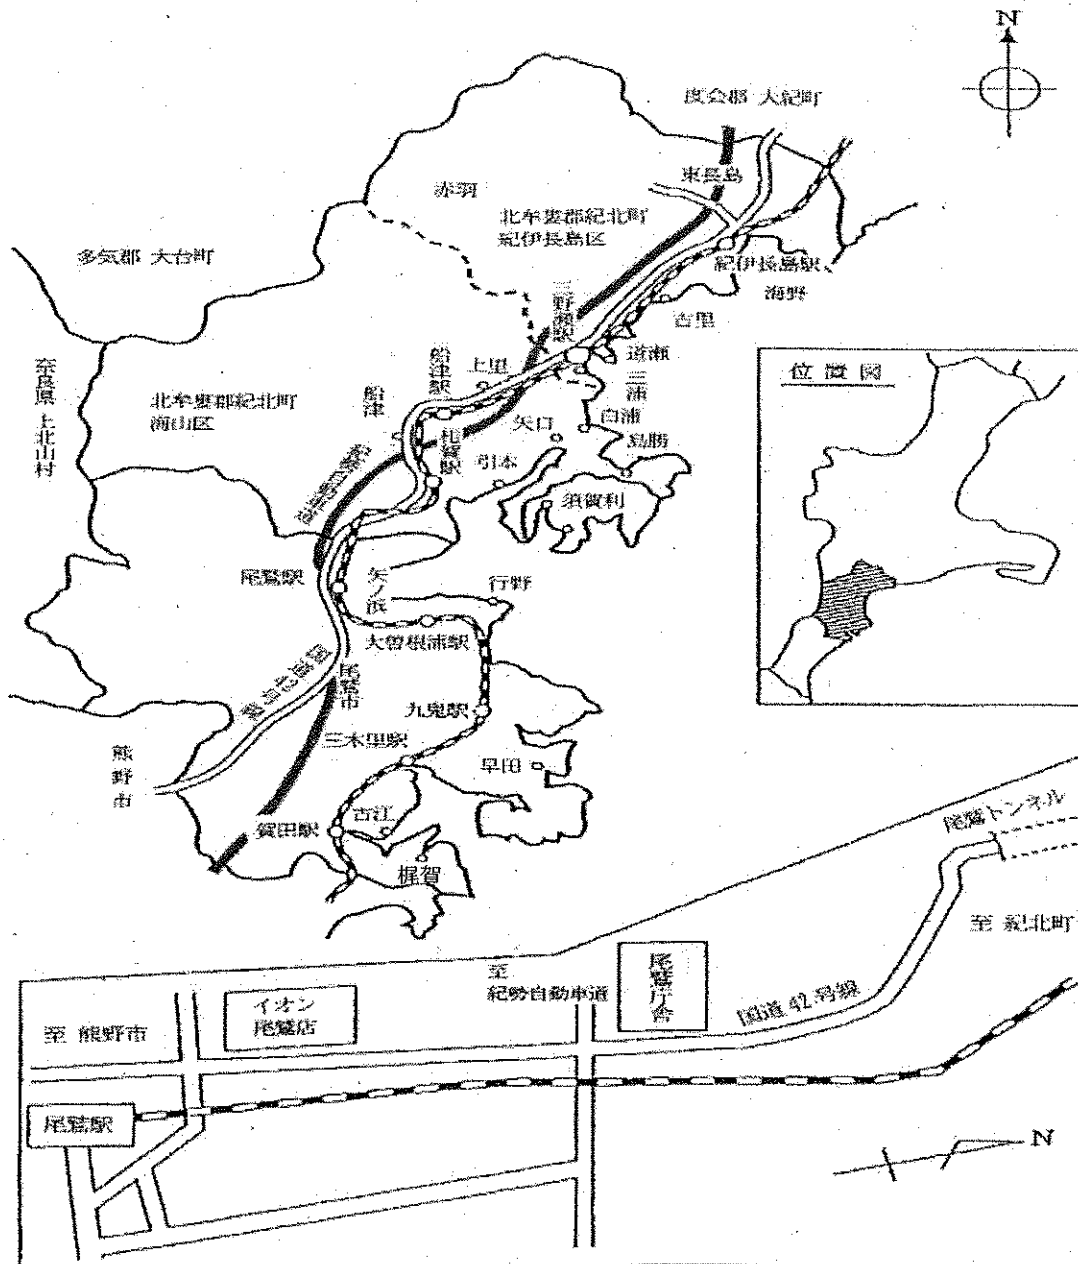 N
度会郡 大紀町
東長島
赤羽
北牟婁郡紀北町
紀伊長島区
多気郡 大台町
紀伊長島駅
海野
三野瀬駅
古里
道瀬
三浦
船津駅
上里
船津
白浦
奈良県 上北山村
北牟婁郡紀北町
海山区
矢口
島勝
相賀駅
引本
須賀利
尾鷲駅
矢ノ浜
行野
大曽根浦駅
国道42号線
尾鷲市
九鬼駅
三木里駅
早田
熊野市
古江
賀田駅
梶賀
位置図
尾鷲トンネル
至 紀北町
至
紀勢自動車道
尾鷲庁舎
国道 42 号線
イオン
尾鷲店
至 熊野市
尾鷲駅
N